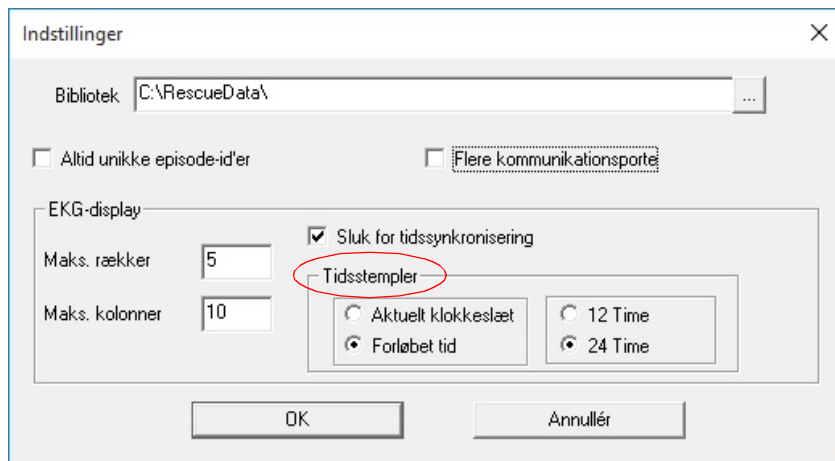 Indstillinger
Bibliotek C:\RescueData\ ...
Altid unikke episode-id'er
Flere kommunikationsporte
EKG-display
Maks. rækker 5
Maks. kolonner 10
Sluk for tidssynkronisering
Tidsstempler
Aktuelt klokkeslæt
Forløbet tid
12 Time
24 Time
OK
Annullér